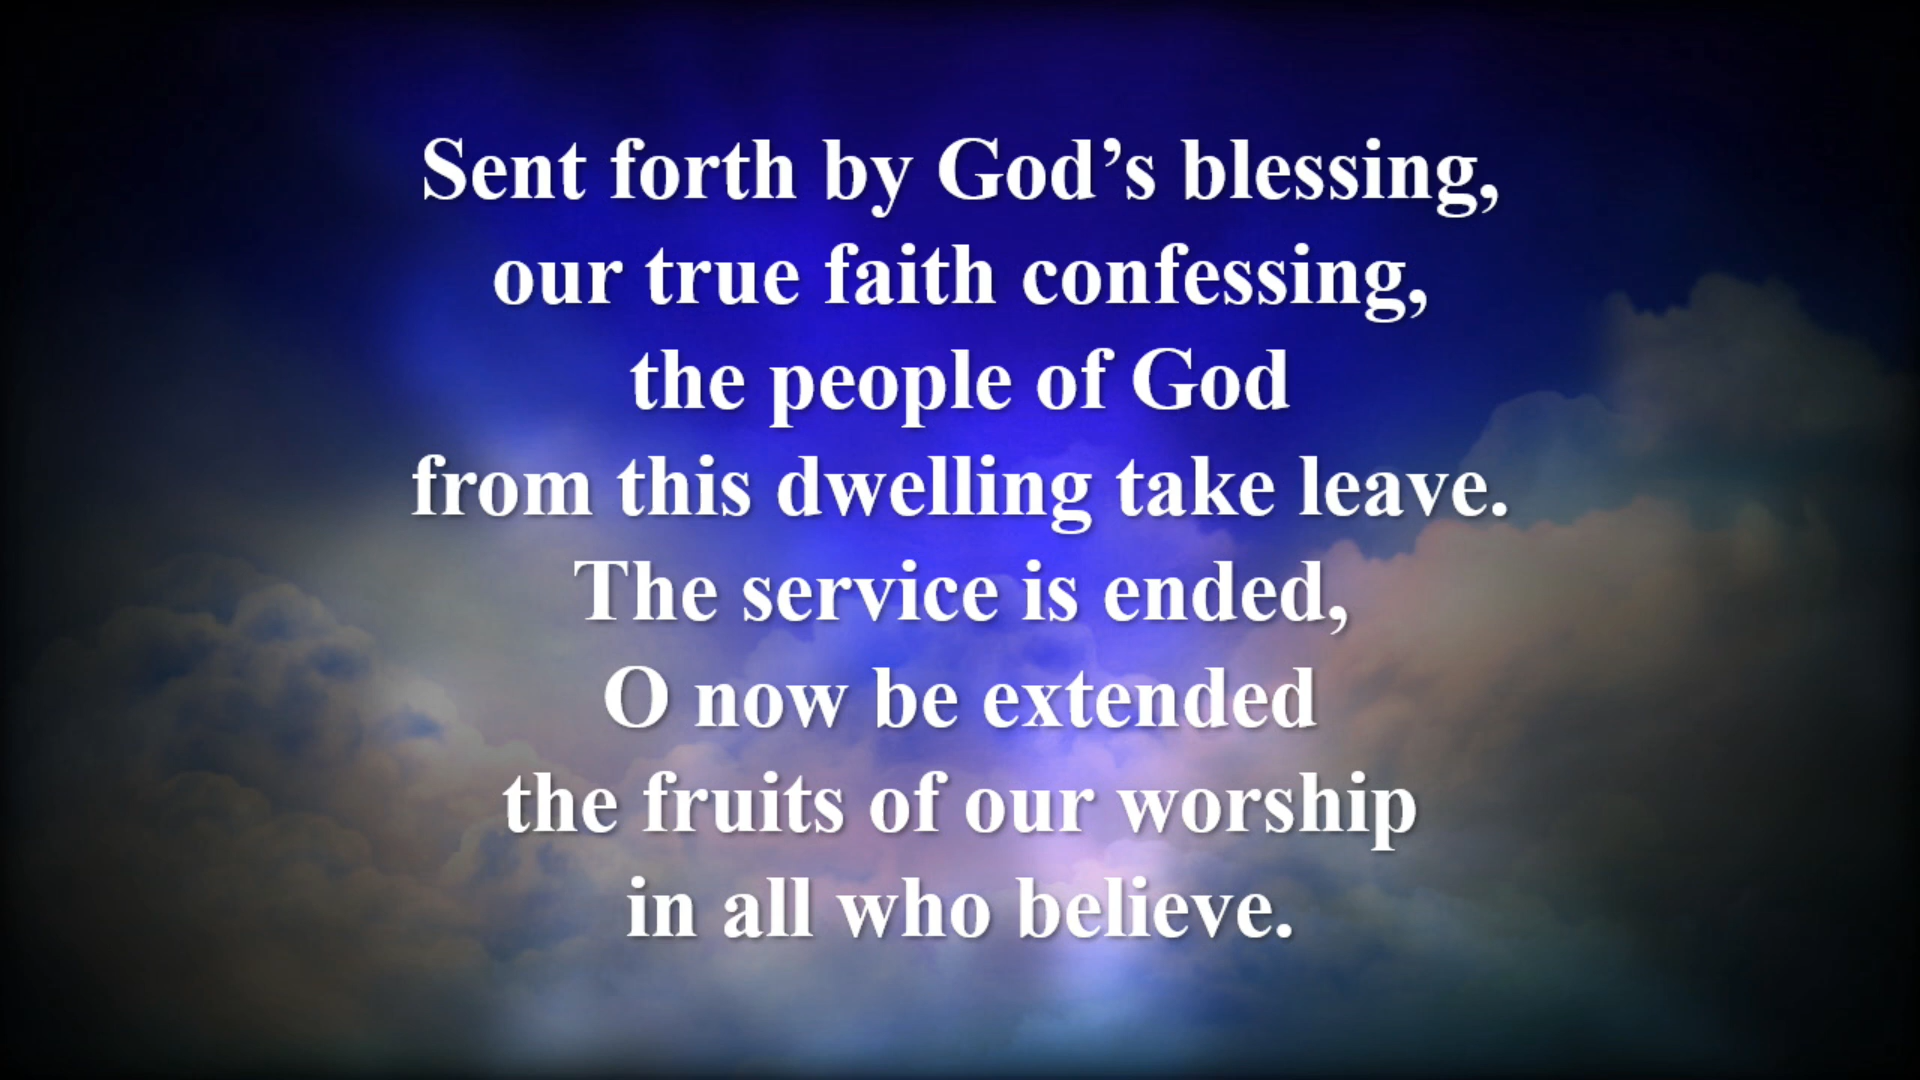 Sent forth by God’s blessing,
our true faith confessing,
the people of God
from this dwelling take leave.
The service is ended,
O now be extended
the fruits of our worship
in all who believe.